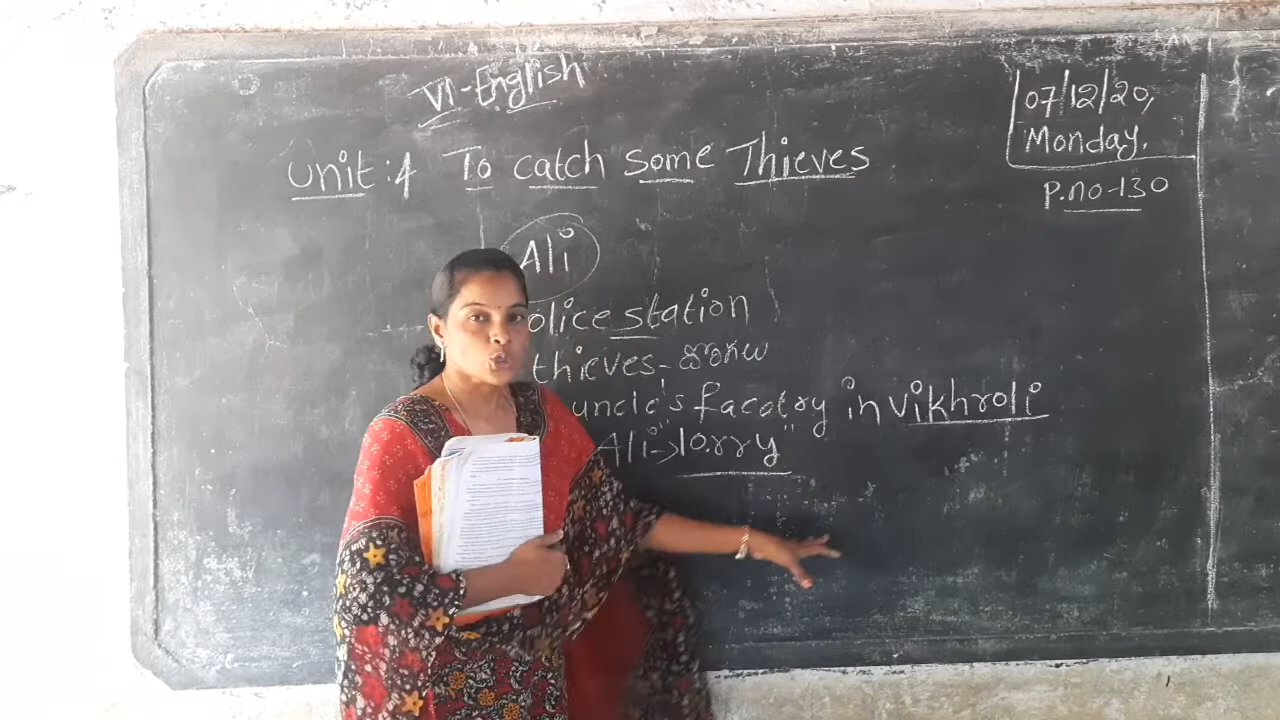 VI-English
07/12/20,
Monday.
Unit:4 To catch some Thieves
P.no-130
Ali
olice station
thieves-దొంగలు
uncle's facotry in vikhroli
Ali->"lorry"